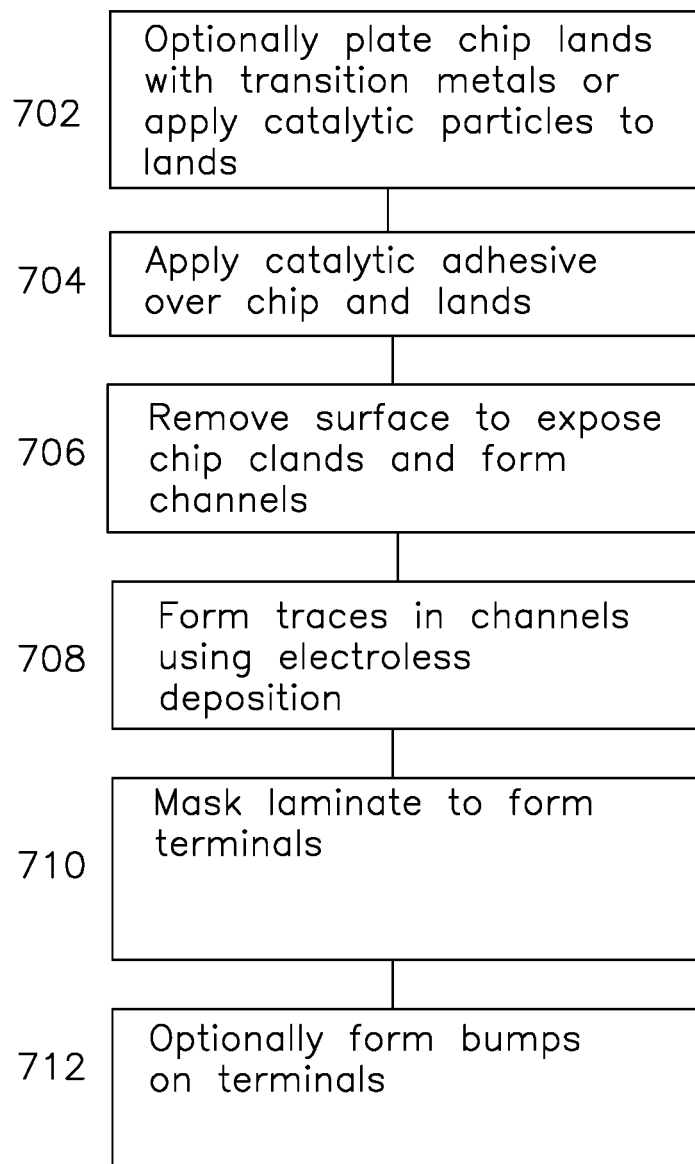 702
Optionally plate chip lands
with transition metals or
apply catalytic particles to
lands
704
Apply catalytic adhesive
over chip and lands
706
Remove surface to expose
chip clands and form
channels
708
Form traces in channels
using electroless
deposition
710
Mask laminate to form
terminals
712
Optionally form bumps
on terminals